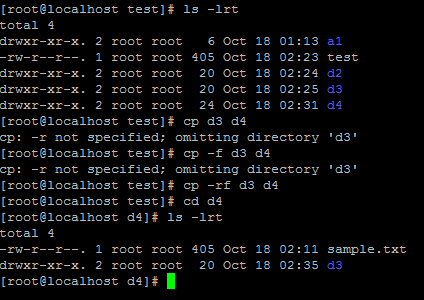 [root@localhost test]# ls -lrt
total 4
drwxr-xr-x. 2 root root   6 Oct 18 01:13 a1
-rw-r--r--. 1 root root 405 Oct 18 02:23 test
drwxr-xr-x. 2 root root  20 Oct 18 02:24 d2
drwxr-xr-x. 2 root root  20 Oct 18 02:25 d3
drwxr-xr-x. 2 root root  24 Oct 18 02:31 d4
[root@localhost test]# cp d3 d4
cp: -r not specified; omitting directory 'd3'
[root@localhost test]# cp -f d3 d4
cp: -r not specified; omitting directory 'd3'
[root@localhost test]# cp -rf d3 d4
[root@localhost test]# cd d4
[root@localhost d4]# ls -lrt
total 4
-rw-r--r--. 1 root root 405 Oct 18 02:11 sample.txt
drwxr-xr-x. 2 root root  20 Oct 18 02:35 d3
[root@localhost d4]#